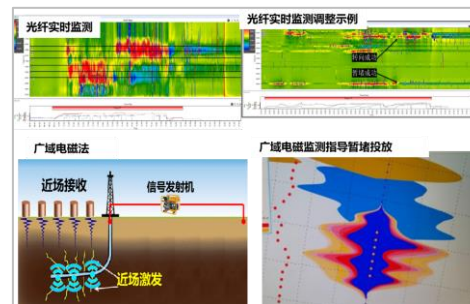 光纤实时监测
光纤实时监测调整示例
转向成功
暂堵成功
广域电磁法
广域电磁监测指导暂堵投放
近场接收
信号发射机
近场激发